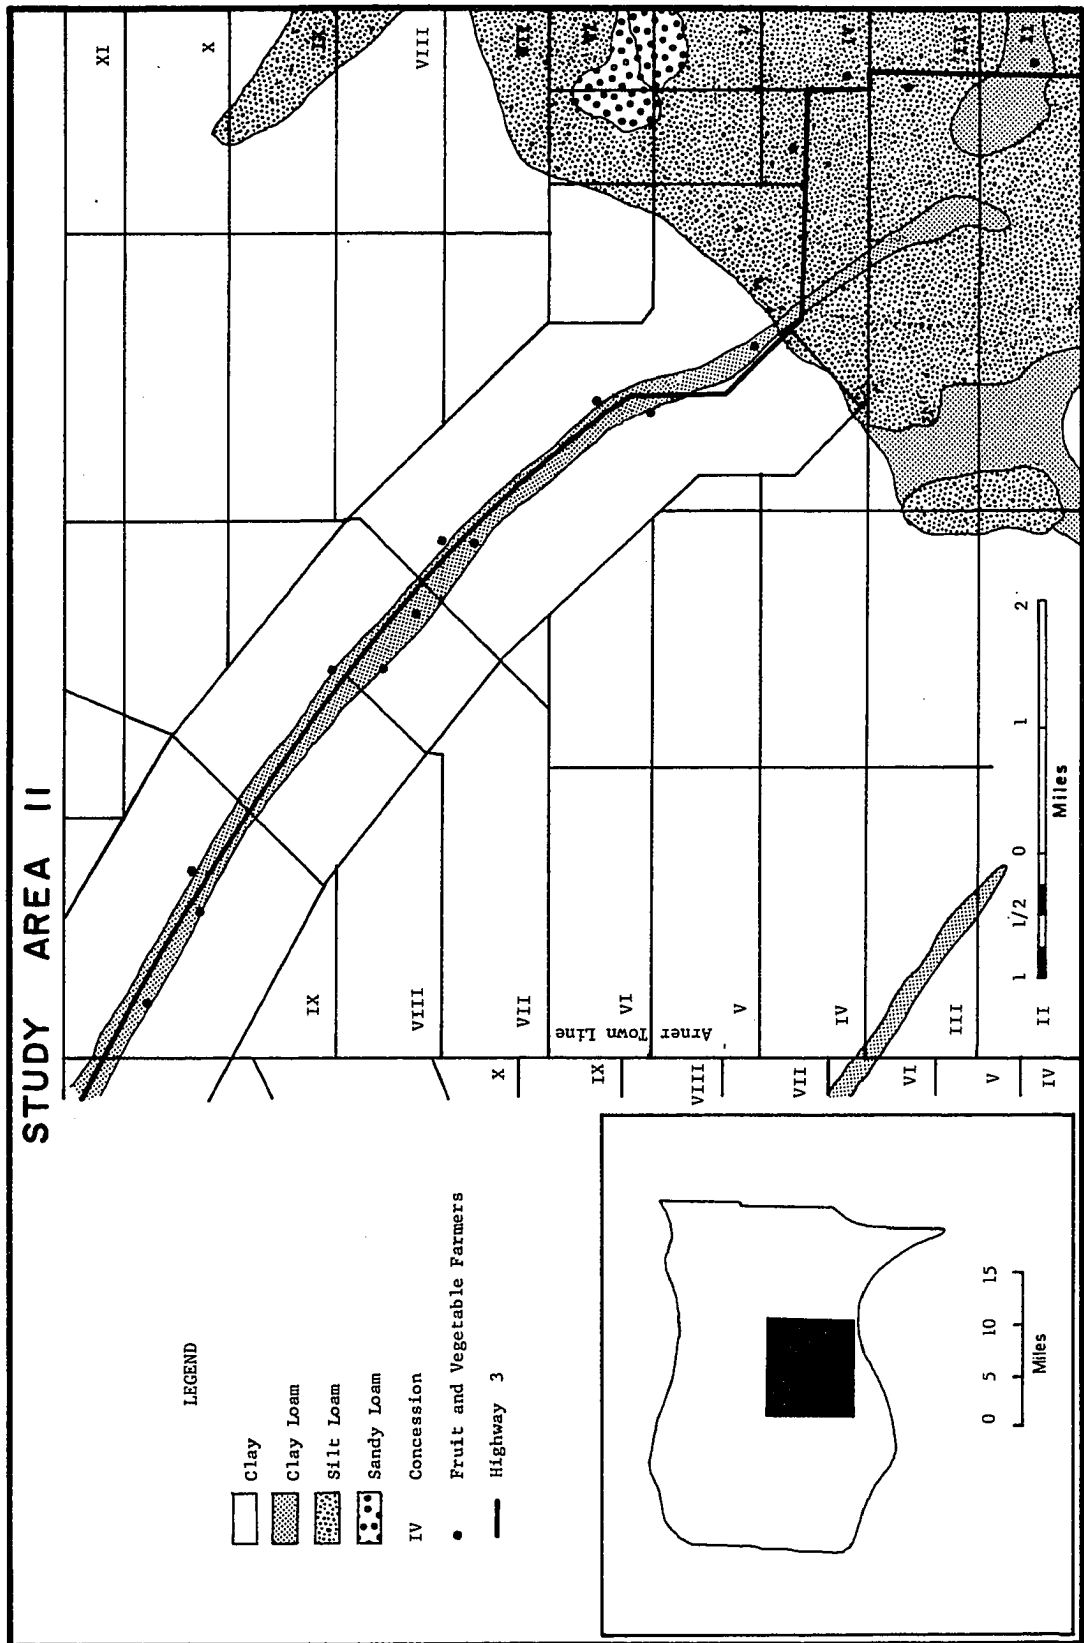 STUDY AREA II
XI
X
IX
VIII
VII
VI
V
IV
III
II
IX
VIII
VII
VI
V
IV
III
II
Arner Town Line
X
IX
VIII
VII
VI
V
IV
1 1/2 0 1 2
Miles
LEGEND
Clay
Clay Loam
Silt Loam
Sandy Loam
IV Concession
Fruit and Vegetable Farmers
Highway 3
0 5 10 15
Miles